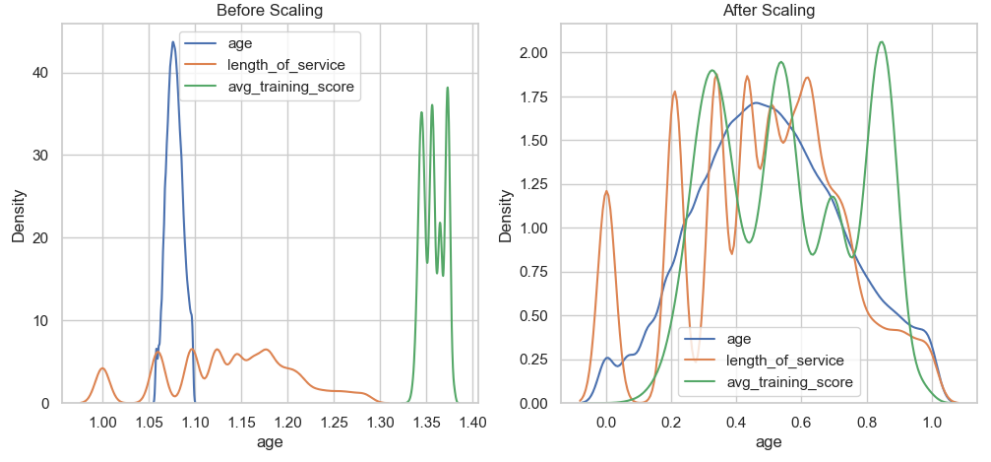 Before Scaling
Density
40
30
20
10
0
age
length_of_service
avg_training_score
1.00 1.05 1.10 1.15 1.20 1.25 1.30 1.35 1.40
age
After Scaling
Density
2.00
1.75
1.50
1.25
1.00
0.75
0.50
0.25
0.00
age
length_of_service
avg_training_score
0.0 0.2 0.4 0.6 0.8 1.0
age